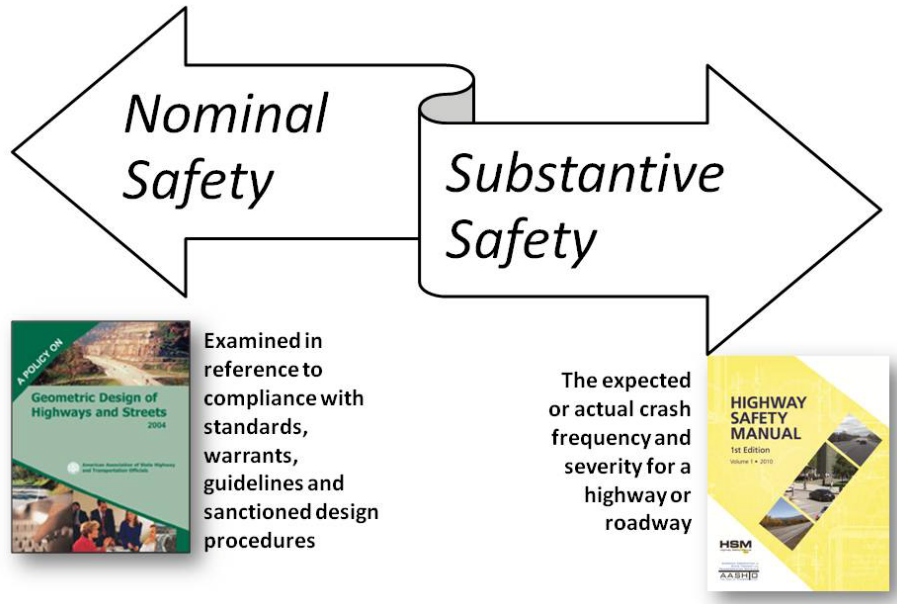 Nominal
Safety
Substantive
Safety
A POLICY ON
Geometric Design of
Highways and Streets
2004
American Association of State Highway
and Transportation Officials
Examined in
reference to
compliance with
standards,
warrants,
guidelines and
sanctioned design
procedures
The expected
or actual crash
frequency and
severity for a
highway or
roadway
HIGHWAY
SAFETY
MANUAL
1st Edition
Volume 1 • 2010
HSM
AASHTO